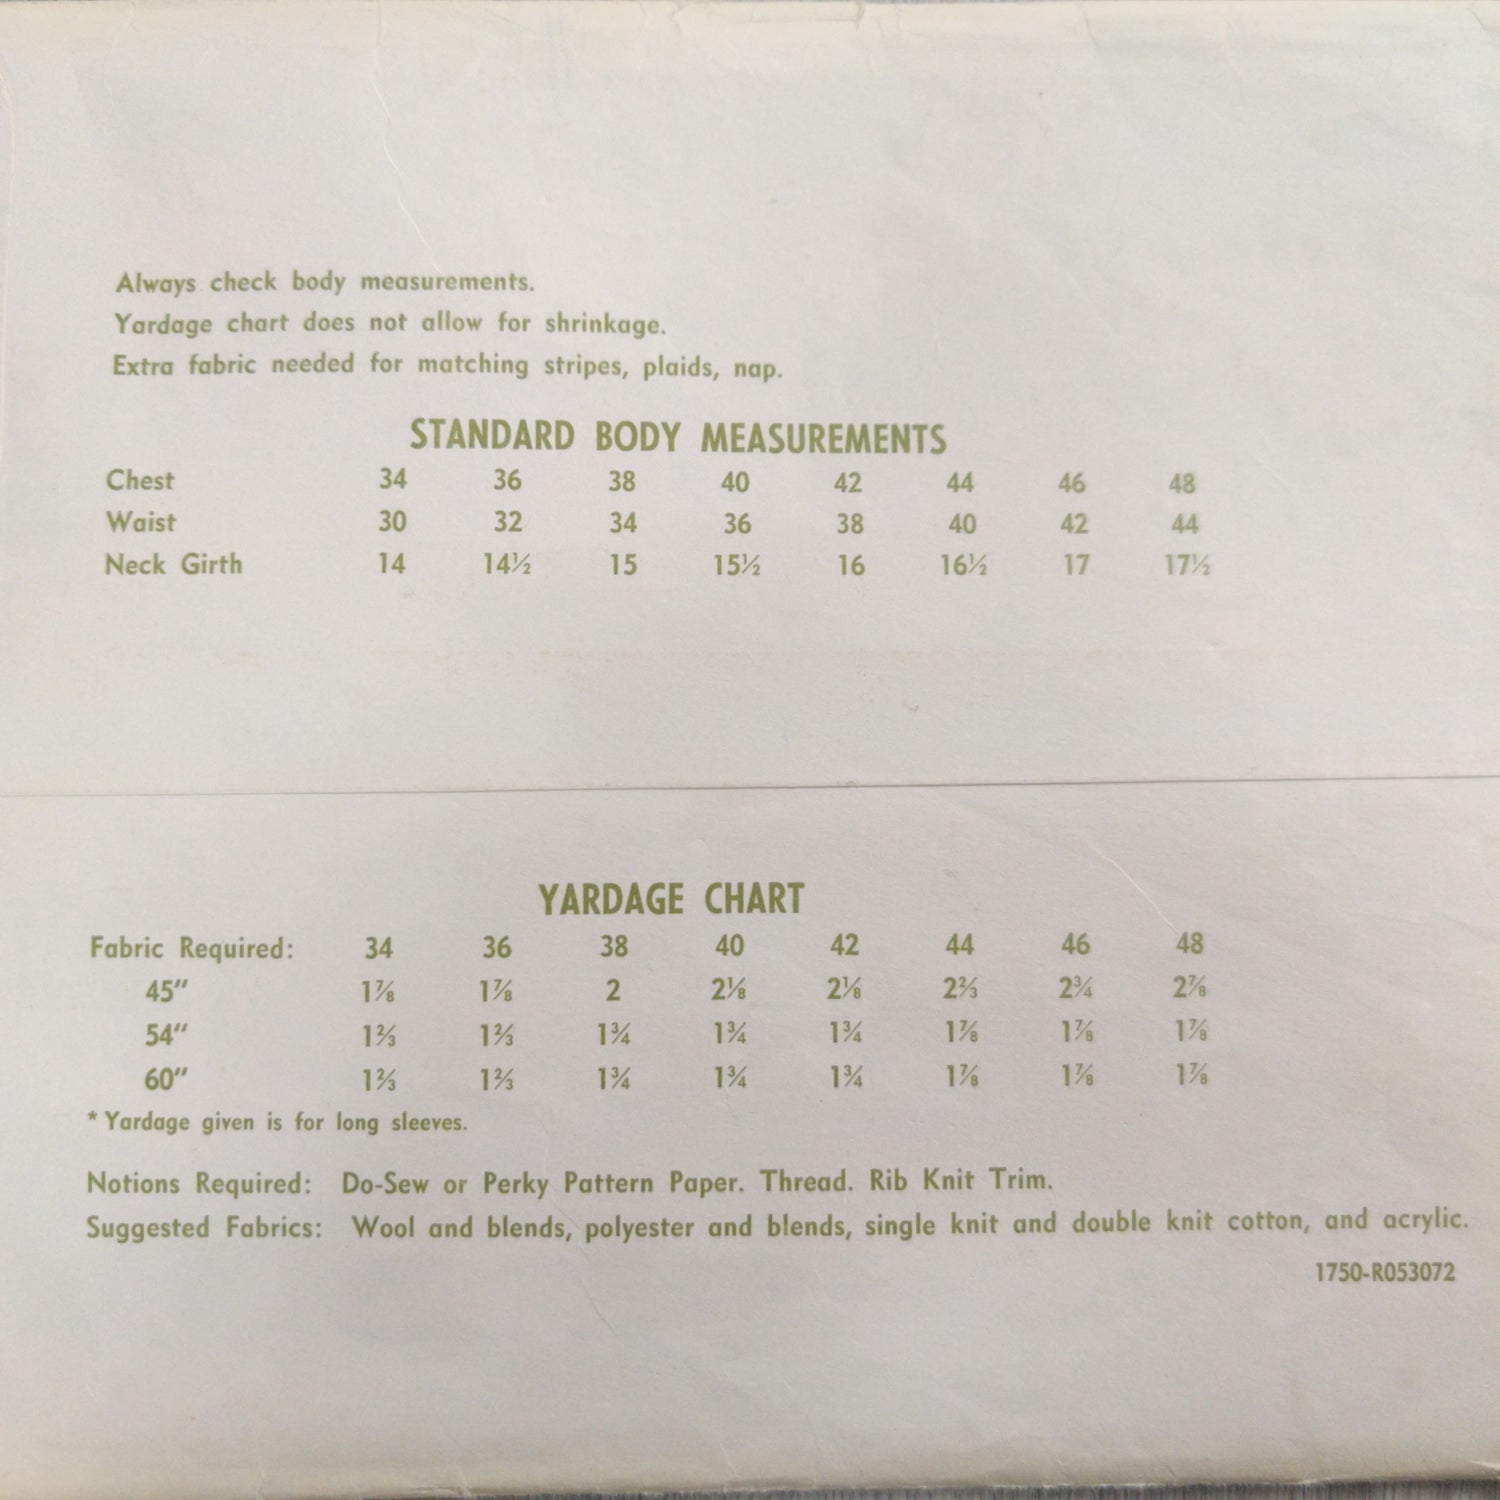 Always check body measurements.
Yardage chart does not allow for shrinkage.
Extra fabric needed for matching stripes, plaids, nap.
STANDARD BODY MEASUREMENTS
Chest 34 36 38 40 42 44 46 48
Waist 30 32 34 36 38 40 42 44
Neck Girth 14 14½ 15 15½ 16 16½ 17 17½
YARDAGE CHART
Fabric Required: 34 36 38 40 42 44 46 48
45" 1⅞ 1⅞ 2 2⅛ 2⅛ 2⅔ 2¾ 2⅞
54" 1⅔ 1⅔ 1¾ 1¾ 1¾ 1⅞ 1⅞ 1⅞
60" 1⅔ 1⅔ 1¾ 1¾ 1¾ 1⅞ 1⅞ 1⅞
* Yardage given is for long sleeves.
Notions Required: Do-Sew or Perky Pattern Paper. Thread. Rib Knit Trim.
Suggested Fabrics: Wool and blends, polyester and blends, single knit and double knit cotton, and acrylic.
1750-R053072